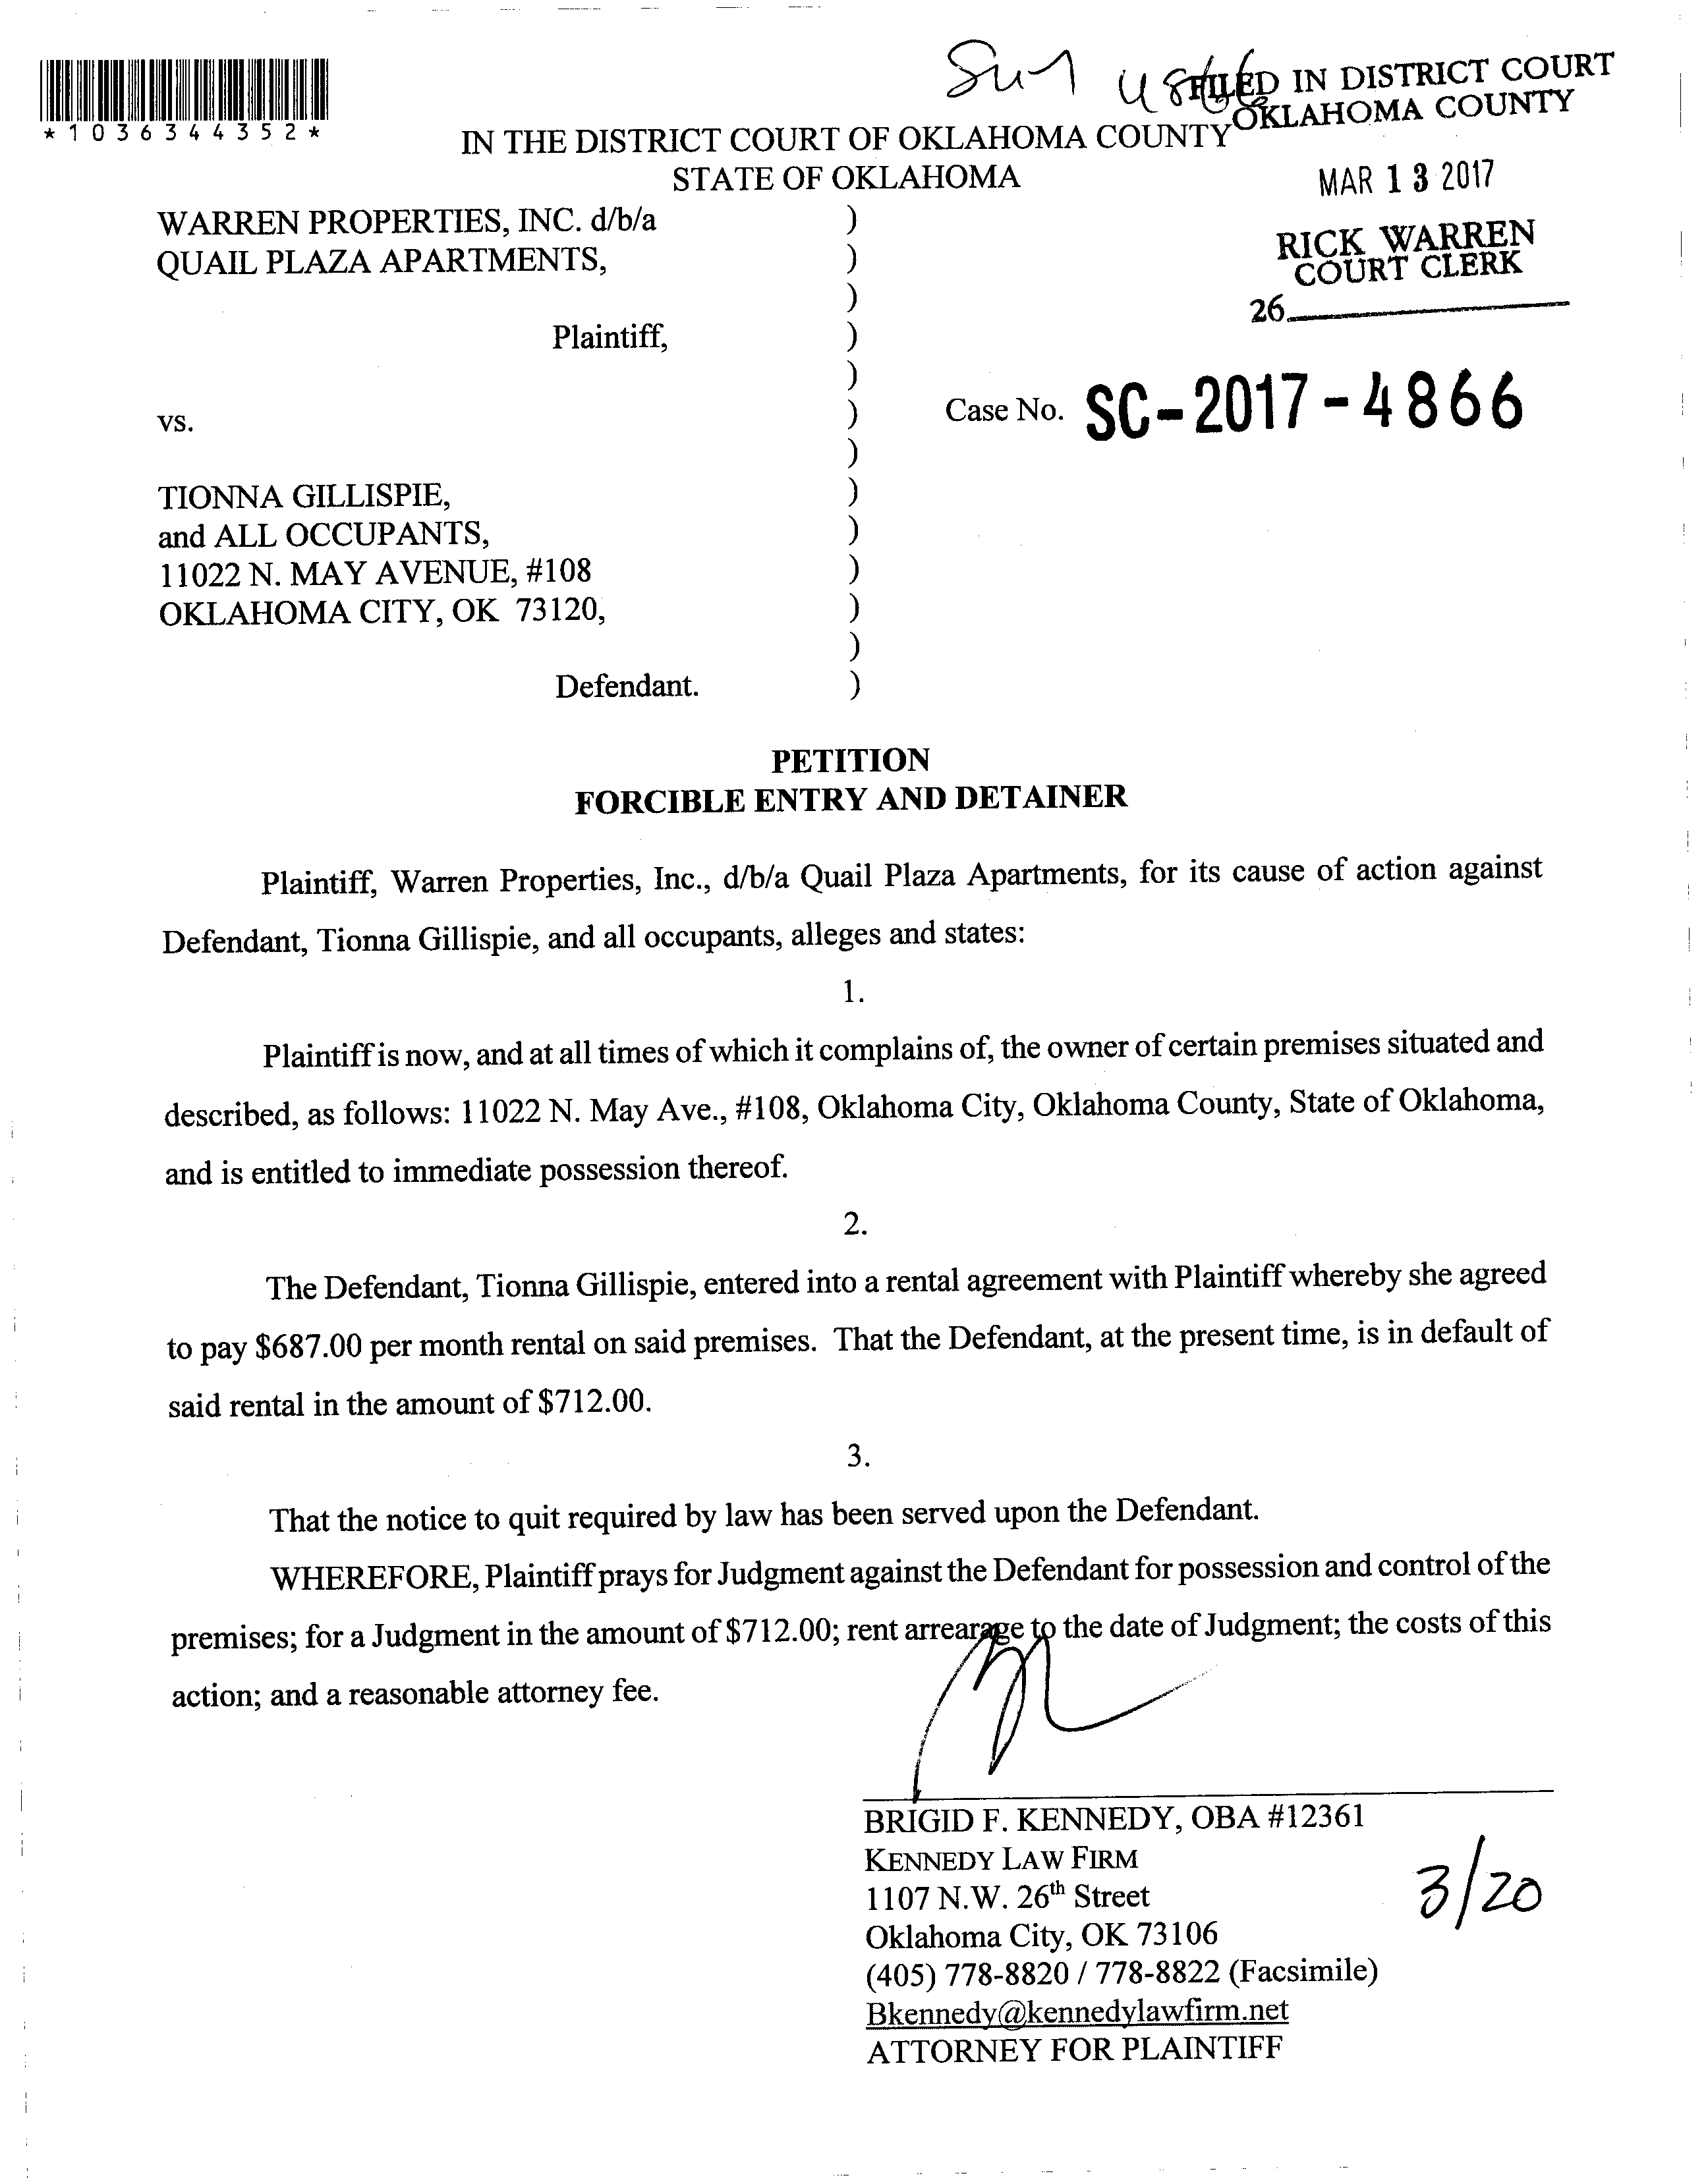 *1036344352*
FILED IN DISTRICT COURT
OKLAHOMA COUNTY
IN THE DISTRICT COURT OF OKLAHOMA COUNTY
STATE OF OKLAHOMA
MAR 13 2017
RICK WARREN
COURT CLERK
26
WARREN PROPERTIES, INC. d/b/a )
QUAIL PLAZA APARTMENTS, )
)
Plaintiff, )
)
vs. ) Case No. SC-2017-4866
)
TIONNA GILLISPIE, )
and ALL OCCUPANTS, )
11022 N. MAY AVENUE, #108 )
OKLAHOMA CITY, OK 73120, )
)
Defendant. )
PETITION
FORCIBLE ENTRY AND DETAINER
Plaintiff, Warren Properties, Inc., d/b/a Quail Plaza Apartments, for its cause of action against
Defendant, Tionna Gillispie, and all occupants, alleges and states:
1.
Plaintiff is now, and at all times of which it complains of, the owner of certain premises situated and
described, as follows: 11022 N. May Ave., #108, Oklahoma City, Oklahoma County, State of Oklahoma,
and is entitled to immediate possession thereof.
2.
The Defendant, Tionna Gillispie, entered into a rental agreement with Plaintiff whereby she agreed
to pay $687.00 per month rental on said premises. That the Defendant, at the present time, is in default of
said rental in the amount of $712.00.
3.
That the notice to quit required by law has been served upon the Defendant.
WHEREFORE, Plaintiff prays for Judgment against the Defendant for possession and control of the
premises; for a Judgment in the amount of $712.00; rent arrearage to the date of Judgment; the costs of this
action; and a reasonable attorney fee.
BRIGID F. KENNEDY, OBA #12361
KENNEDY LAW FIRM
1107 N.W. 26th Street
Oklahoma City, OK 73106
(405) 778-8820 / 778-8822 (Facsimile)
Bkennedy@kennedylawfirm.net
ATTORNEY FOR PLAINTIFF
3/20